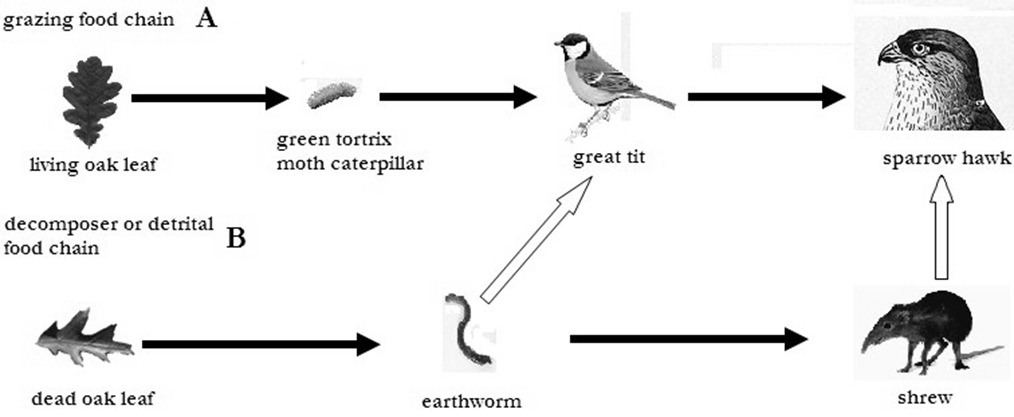 grazing food chain A
living oak leaf
green tortrix
moth caterpillar
great tit
sparrow hawk
decomposer or detrital
food chain B
dead oak leaf
earthworm
shrew